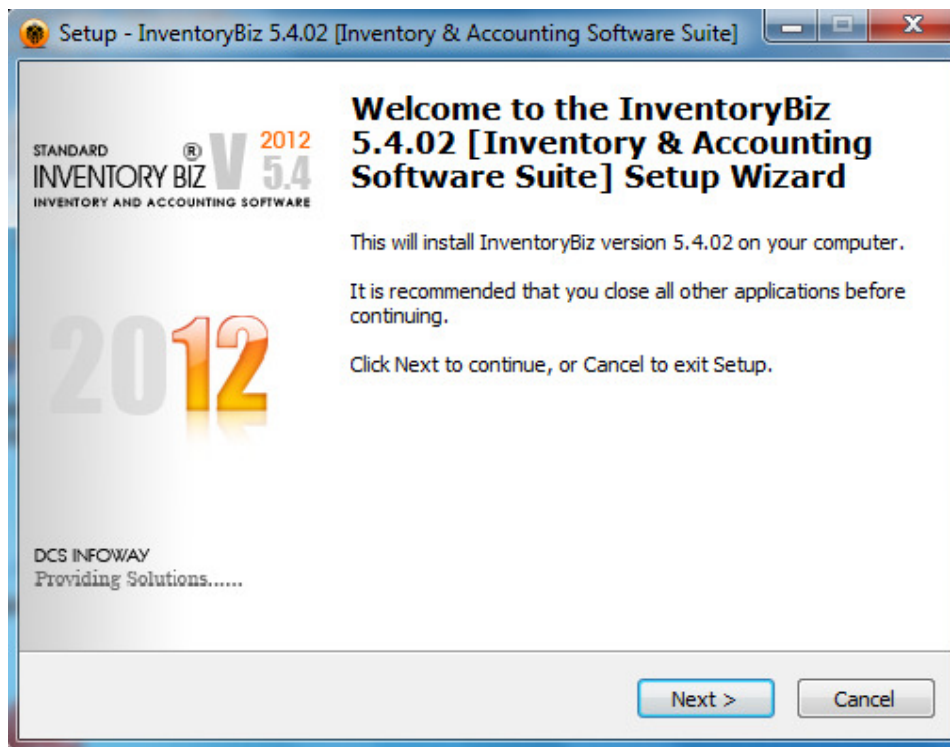 Setup - InventoryBiz 5.4.02 [Inventory & Accounting Software Suite]
STANDARD
INVENTORY BIZ
®
V
2012
5.4
INVENTORY AND ACCOUNTING SOFTWARE
2012
DCS INFOWAY
Providing Solutions......
Welcome to the InventoryBiz
5.4.02 [Inventory & Accounting
Software Suite] Setup Wizard
This will install InventoryBiz version 5.4.02 on your computer.
It is recommended that you close all other applications before
continuing.
Click Next to continue, or Cancel to exit Setup.
Next >
Cancel